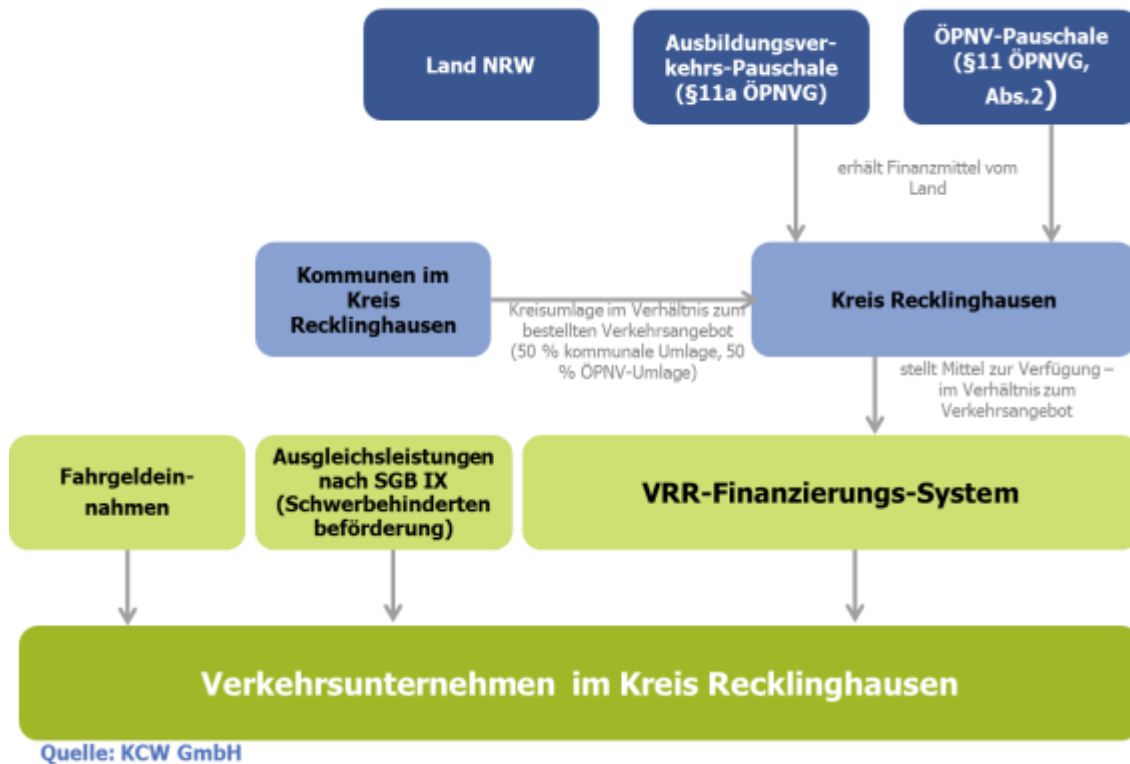 Land NRW
Ausbildungsver-
kehrs-Pauschale
(§11a ÖPNVG)
ÖPNV-Pauschale
(§11 ÖPNVG,
Abs.2)
erhält Finanzmittel vom
Land
Kommunen im
Kreis
Recklinghausen
Kreisumlage im Verhältnis zum
bestellten Verkehrsangebot
(50 % kommunale Umlage, 50
% ÖPNV-Umlage)
Kreis Recklinghausen
stellt Mittel zur Verfügung –
im Verhältnis zum
Verkehrsangebot
Fahrgeldein-
nahmen
Ausgleichsleistungen
nach SGB IX
(Schwerbehinderten
beförderung)
VRR-Finanzierungs-System
Verkehrsunternehmen im Kreis Recklinghausen
Quelle: KCW GmbH